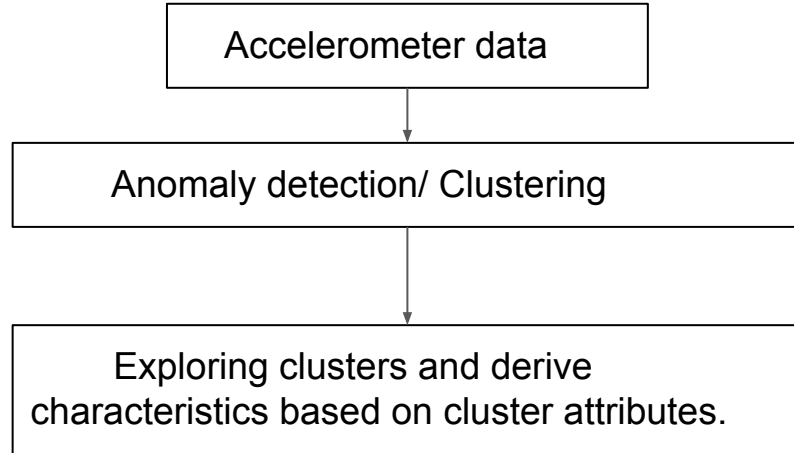 Accelerometer data
Anomaly detection/ Clustering
Exploring clusters and derive
characteristics based on cluster attributes.